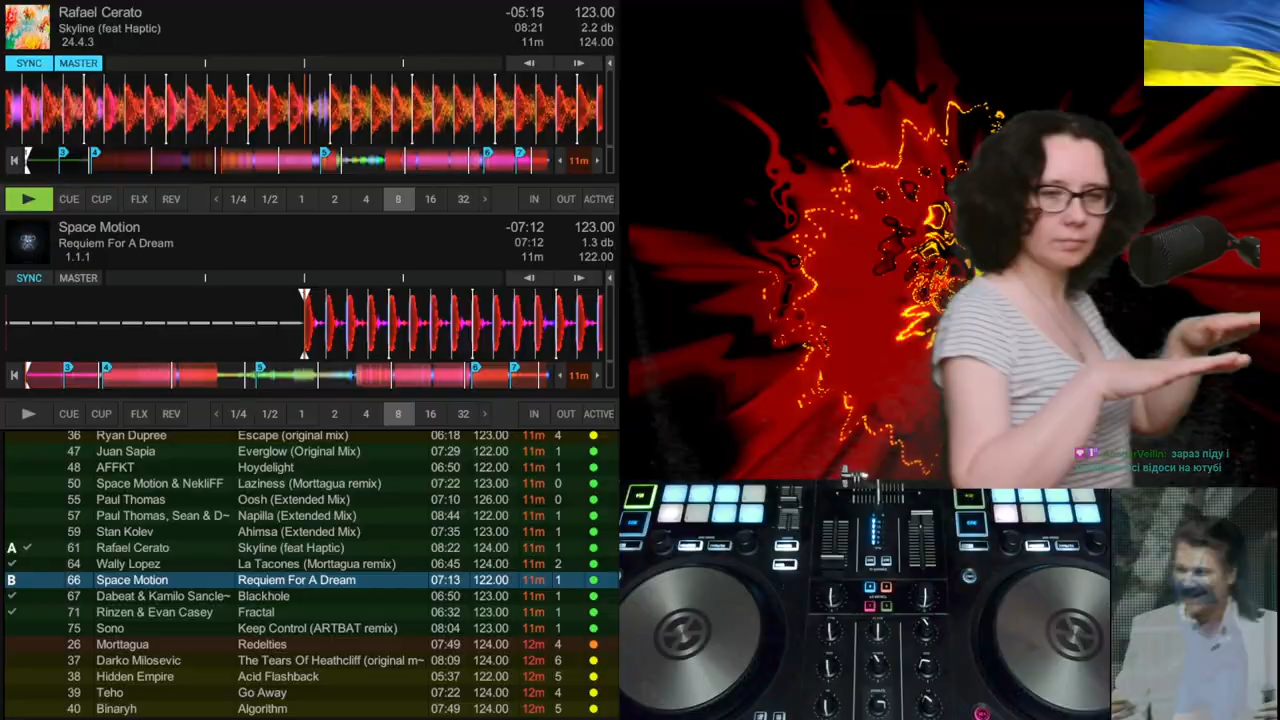 Rafael Cerato -05:15 123.00
Skyline (feat Haptic) 08:21 2.2 db
24.4.3 11m 124.00
SYNC MASTER
3 4 5 6 7 11m
CUE CUP FLX REV < 1/4 1/2 1 2 4 8 16 32 > IN OUT ACTIVE
Space Motion -07:12 123.00
Requiem For A Dream 07:12 1.3 db
1.1.1 11m 122.00
SYNC MASTER
3 4 5 6 7 11m
CUE CUP FLX REV < 1/4 1/2 1 2 4 8 16 32 > IN OUT ACTIVE
36 Ryan Dupree Escape (original mix) 06:18 123.00 11m 4
47 Juan Sapia Everglow (Original Mix) 07:29 122.00 11m 1
48 AFFKT Hoydelight 06:50 122.00 11m 1
50 Space Motion & NekliFF Laziness (Morttagua remix) 07:22 123.00 11m 0
55 Paul Thomas Oosh (Extended Mix) 07:10 126.00 11m 0
57 Paul Thomas, Sean & D~ Napilla (Extended Mix) 08:44 122.00 11m 1
59 Stan Kolev Ahimsa (Extended Mix) 07:35 123.00 11m 1
A 61 Rafael Cerato Skyline (feat Haptic) 08:22 124.00 11m 1
64 Wally Lopez La Tacones (Morttagua remix) 06:45 124.00 11m 2
B 66 Space Motion Requiem For A Dream 07:13 122.00 11m 1
67 Dabeat & Kamilo Sancle~ Blackhole 06:50 123.00 11m 1
71 Rinzen & Evan Casey Fractal 06:32 123.00 11m 1
75 Sono Keep Control (ARTBAT remix) 08:04 123.00 11m 1
26 Morttagua Redelties 07:49 124.00 12m 4
37 Darko Milosevic The Tears Of Heathcliff (original m~ 08:09 124.00 12m 6
38 Hidden Empire Acid Flashback 05:37 122.00 12m 5
39 Teho Go Away 07:22 124.00 12m 4
40 Binaryh Algorithm 07:49 124.00 12m 5
зараз піду і
всі відоси на ютубі